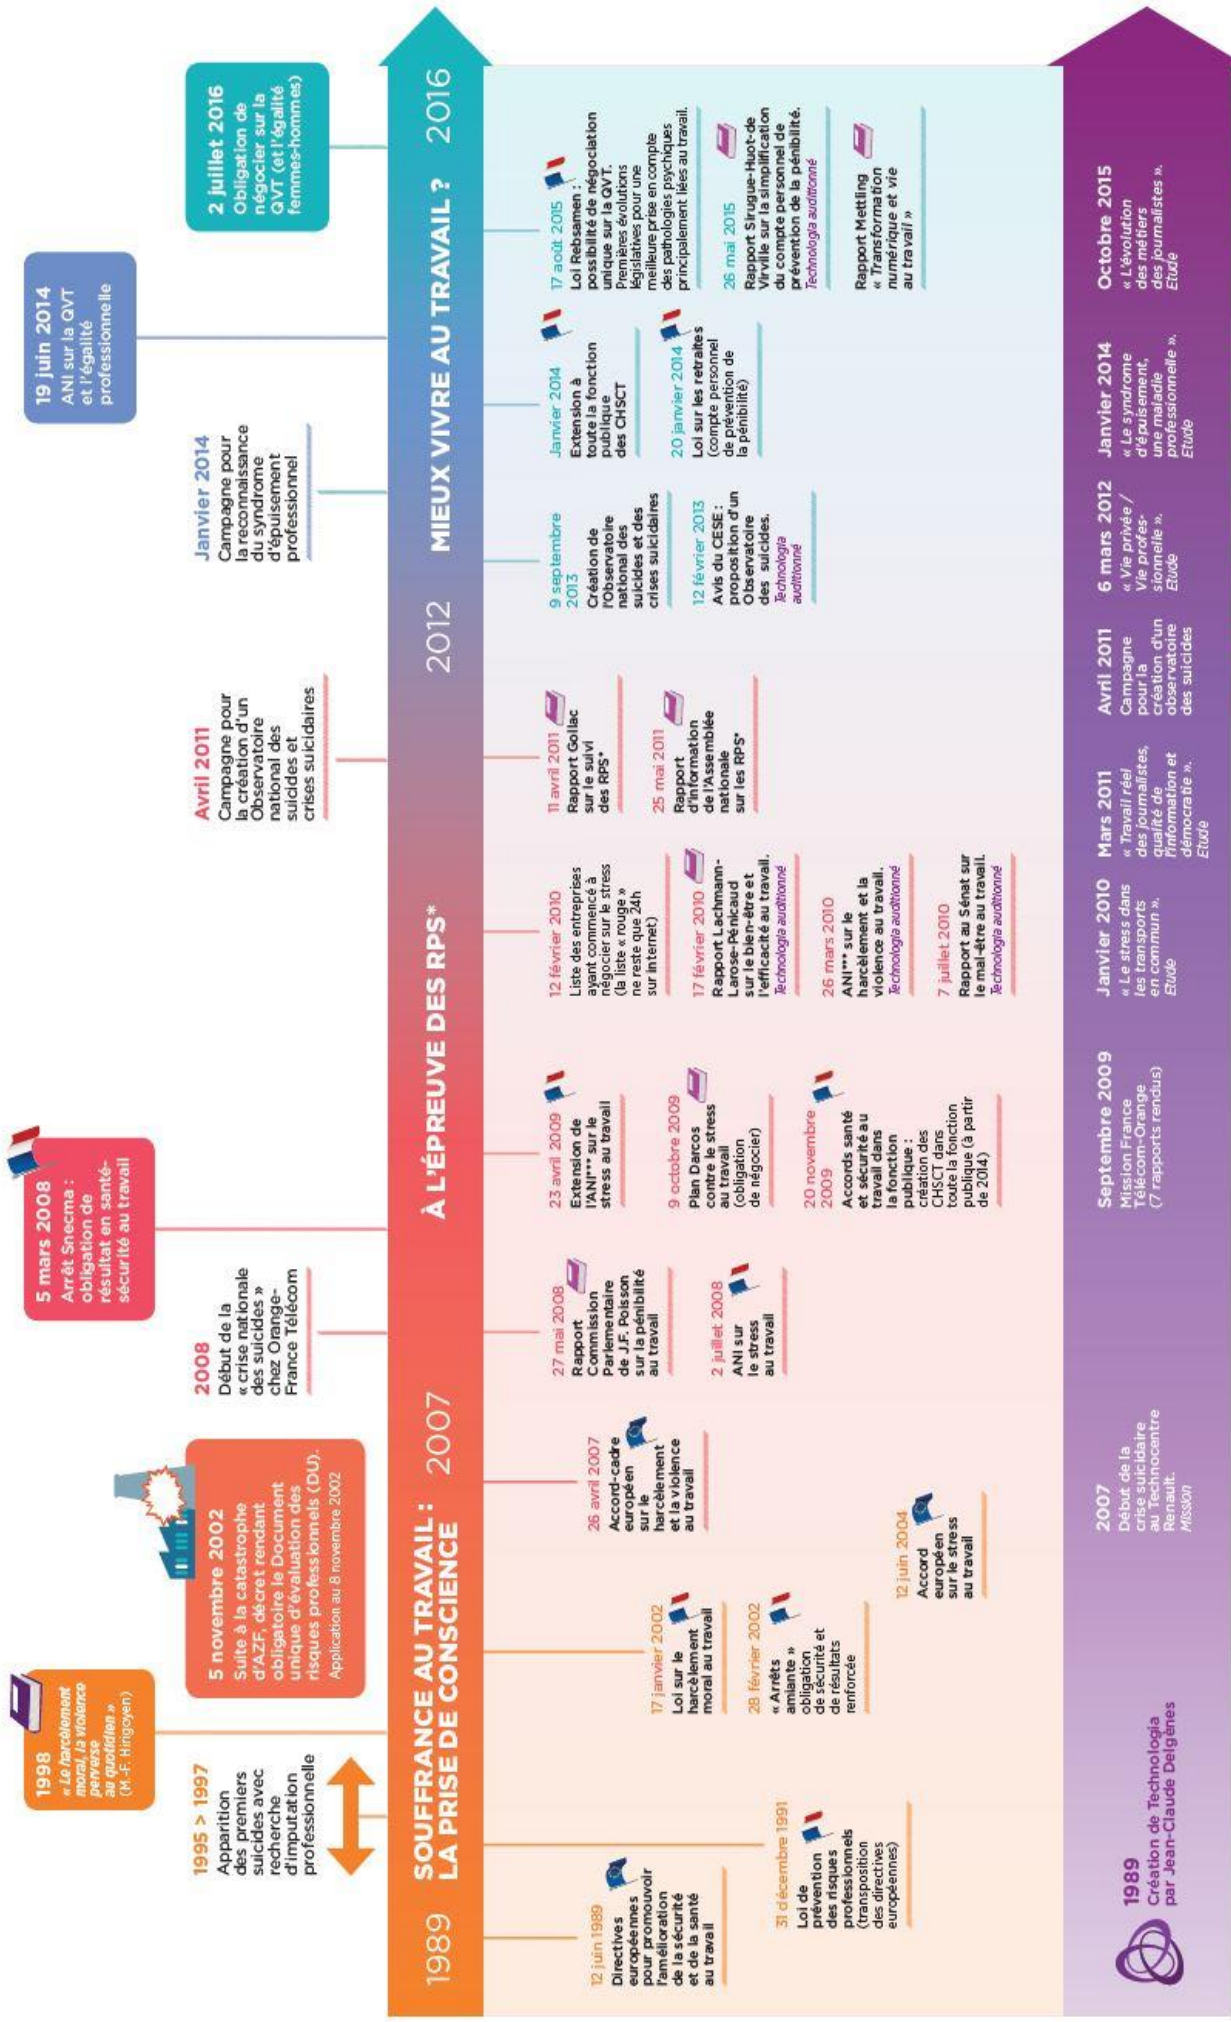 1998
« Le harcèlement
moral, la violence
perverse
au quotidien »
(M.-F. Hirigoyen)
1995 > 1997
Apparition
des premiers
suicides avec
recherche
d'imputation
professionnelle
5 novembre 2002
Suite à la catastrophe
d'AZF, décret rendant
obligatoire le Document
unique d'évaluation des
risques professionnels (DU).
Application au 8 novembre 2002
2008
Début de la
« crise nationale
des suicides »
chez Orange-
France Télécom
5 mars 2008
Arrêt Snecma :
obligation de
résultat en santé-
sécurité au travail
Avril 2011
Campagne pour
la création d'un
Observatoire
national des
suicides et
crises suicidaires
Janvier 2014
Campagne pour
la reconnaissance
du syndrome
d'épuisement
professionnel
19 juin 2014
ANI sur la QVT
et l'égalité
professionnelle
2 juillet 2016
Obligation de
négocier sur la
QVT (et l'égalité
femmes-hommes)
1989
SOUFFRANCE AU TRAVAIL :
LA PRISE DE CONSCIENCE
2007
À L'ÉPREUVE DES RPS*
2012
MIEUX VIVRE AU TRAVAIL ?
2016
12 juin 1989
Directives
européennes
pour promouvoir
l'amélioration
de la sécurité
et de la santé
au travail
31 décembre 1991
Loi de
prévention
des risques
professionnels
(transposition
des directives
européennes)
17 janvier 2002
Loi sur le
harcèlement
moral au travail
28 février 2002
« Arrêts
amiante »
obligation
de sécurité et
de résultats
renforcée
12 juin 2004
Accord
européen
sur le stress
au travail
26 avril 2007
Accord-cadre
européen
sur le
harcèlement
et la violence
au travail
27 mai 2008
Rapport
Commission
Parlementaire
de J.F. Poisson
sur la pénibilité
au travail
2 juillet 2008
ANI sur
le stress
au travail
23 avril 2009
Extension de
l'ANI*** sur le
stress au travail
9 octobre 2009
Plan Darcos
contre le stress
au travail
(obligation
de négocier)
20 novembre
2009
Accords santé
et sécurité au
travail dans
la fonction
publique :
création des
CHSCT dans
toute la fonction
publique (à partir
de 2014)
12 février 2010
Liste des entreprises
ayant commencé à
négocier sur le stress
(la liste « rouge »
ne reste que 24h
sur internet)
17 février 2010
Rapport Lachmann-
Larose-Pénicaud
sur le bien-être et
l'efficacité au travail.
Technologia auditionné
26 mars 2010
ANI*** sur le
harcèlement et la
violence au travail.
Technologia auditionné
7 juillet 2010
Rapport au Sénat sur
le mal-être au travail.
Technologia auditionné
11 avril 2011
Rapport Gollac
sur le suivi
des RPS*
25 mai 2011
Rapport
d'information
de l'Assemblée
nationale
sur les RPS*
9 septembre
2013
Création de
l'Observatoire
national des
suicides et des
crises suicidaires
12 février 2013
Avis du CESE :
proposition d'un
Observatoire
des suicides.
Technologia
auditionné
Janvier 2014
Extension à
toute la fonction
publique
des CHSCT
20 janvier 2014
Loi sur les retraites
(compte personnel
de prévention de
la pénibilité)
17 août 2015
Loi Rebsamen :
possibilité de négociation
unique sur la QVT.
Premières évolutions
législatives pour une
meilleure prise en compte
des pathologies psychiques
principalement liées au travail.
26 mai 2015
Rapport Sirugue-Huot-de
Virville sur la simplification
du compte personnel de
prévention de la pénibilité.
Technologia auditionné
Rapport Mettling
« Transformation
numérique et vie
au travail »
1989
Création de Technologia
par Jean-Claude Delgènes
2007
Début de la
crise suicidaire
au Technocentre
Renault.
Mission
Septembre 2009
Mission France
Télécom-Orange
(7 rapports rendus)
Janvier 2010
« Le stress dans
les transports
en commun ».
Etude
Mars 2011
« Travail réel
des journalistes,
qualité de
l'information et
démocratie ».
Etude
Avril 2011
Campagne
pour la
création d'un
observatoire
des suicides
6 mars 2012
« Vie privée /
Vie profes-
sionnelle ».
Etude
Janvier 2014
« Le syndrome
d'épuisement,
une maladie
professionnelle ».
Etude
Octobre 2015
« L'évolution
des métiers
des journalistes ».
Etude